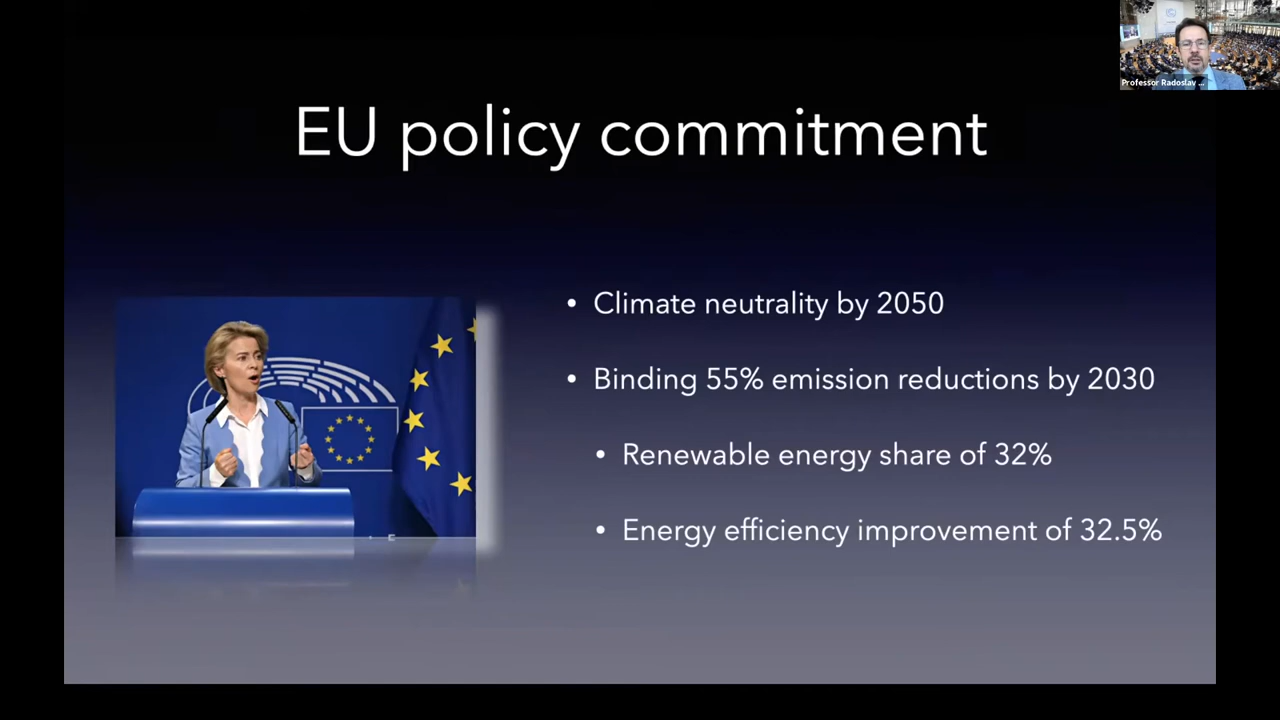 Professor Radoslav ...
EU policy commitment
• Climate neutrality by 2050
• Binding 55% emission reductions by 2030
• Renewable energy share of 32%
• Energy efficiency improvement of 32.5%